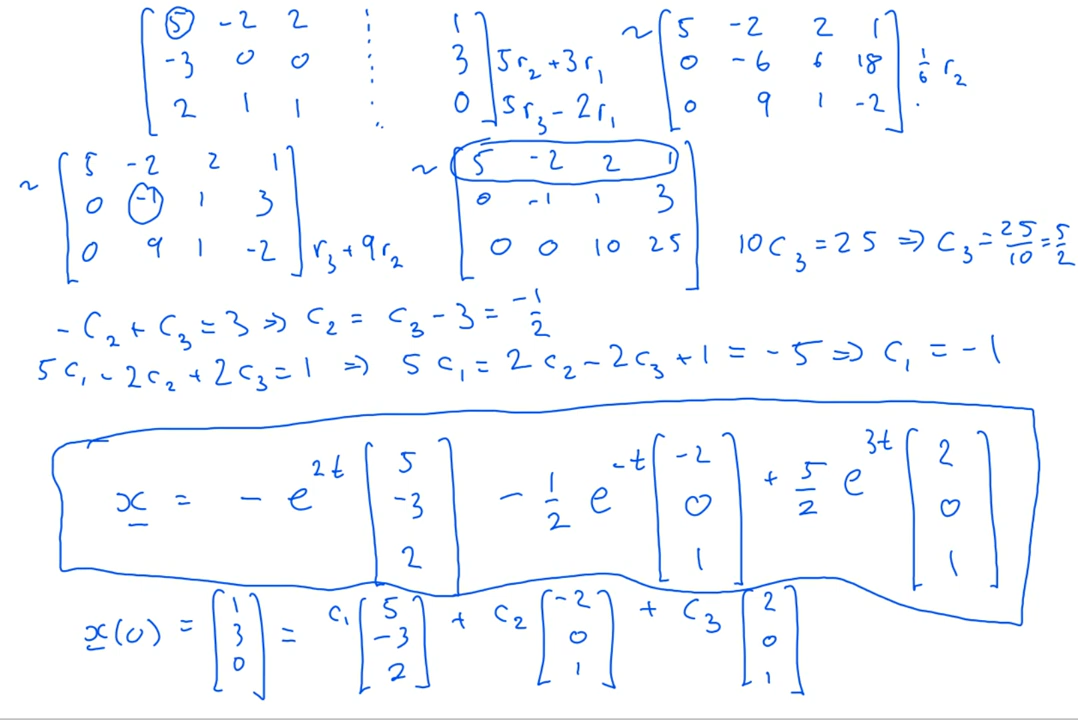 [5 -2 2 ⋮ 1; -3 0 0 ⋮ 3; 2 1 1 ⋮ 0] 5r₂+3r₁, 5r₃-2r₁ ~ [5 -2 2 1; 0 -6 6 18; 0 9 1 -2] 1/6 r₂
~ [5 -2 2 1; 0 -1 1 3; 0 9 1 -2] r₃+9r₂ ~ [5 -2 2 1; 0 -1 1 3; 0 0 10 25] 10c₃=25 ⇒ c₃=25/10=5/2
-c₂+c₃=3 ⇒ c₂ = c₃-3 = -1/2
5c₁-2c₂+2c₃=1 ⇒ 5c₁=2c₂-2c₃+1=-5 ⇒ c₁=-1
x = -e^{2t} [5; -3; 2] - 1/2 e^{-t} [-2; 0; 1] + 5/2 e^{3t} [2; 0; 1]
x(0) = [1; 3; 0] = c₁ [5; -3; 2] + c₂ [-2; 0; 1] + c₃ [2; 0; 1]